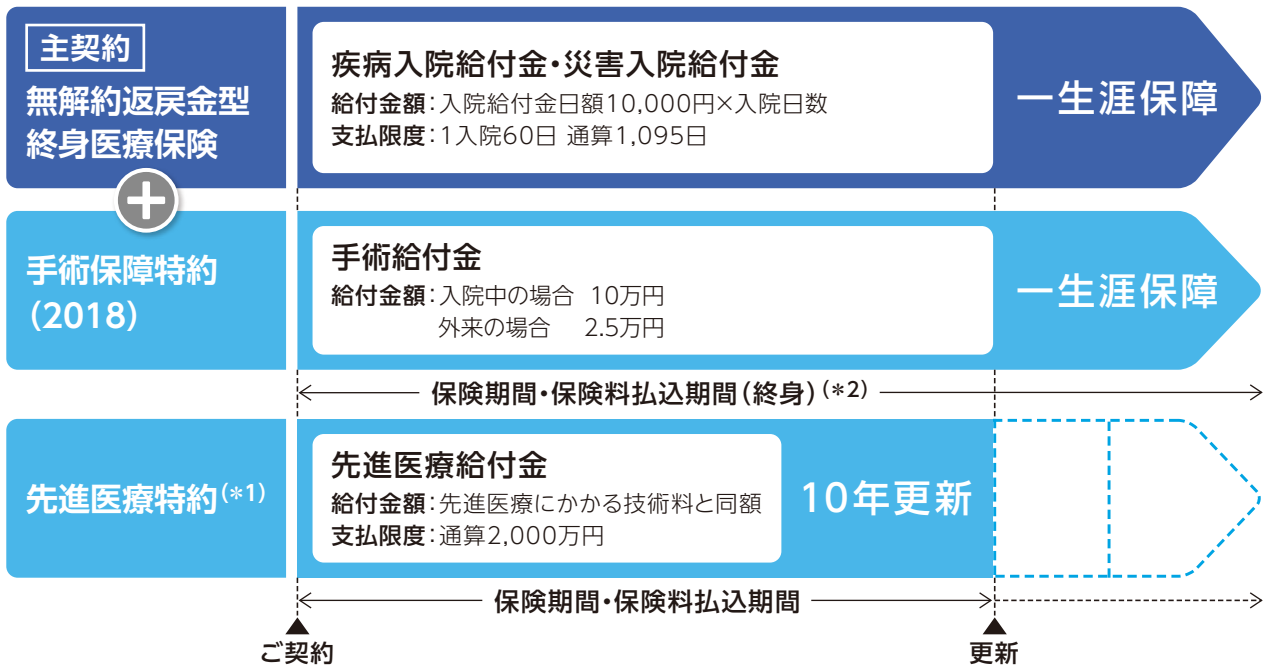 主契約
無解約返戻金型
終身医療保険
疾病入院給付金・災害入院給付金
給付金額：入院給付金日額10,000円×入院日数
支払限度：1入院60日 通算1,095日
一生涯保障
手術保障特約
(2018)
手術給付金
給付金額：入院中の場合 10万円
外来の場合 2.5万円
一生涯保障
保険期間・保険料払込期間(終身)(*2)
先進医療特約(*1)
先進医療給付金
給付金額：先進医療にかかる技術料と同額
支払限度：通算2,000万円
10年更新
保険期間・保険料払込期間
ご契約
更新